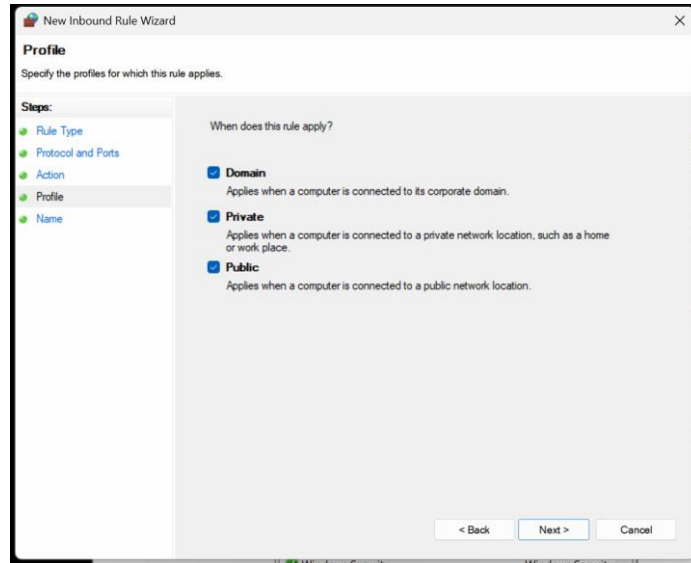 New Inbound Rule Wizard
Profile
Specify the profiles for which this rule applies.
Steps:
Rule Type
Protocol and Ports
Action
Profile
Name
When does this rule apply?
Domain
Applies when a computer is connected to its corporate domain.
Private
Applies when a computer is connected to a private network location, such as a home
or work place.
Public
Applies when a computer is connected to a public network location.
< Back
Next >
Cancel